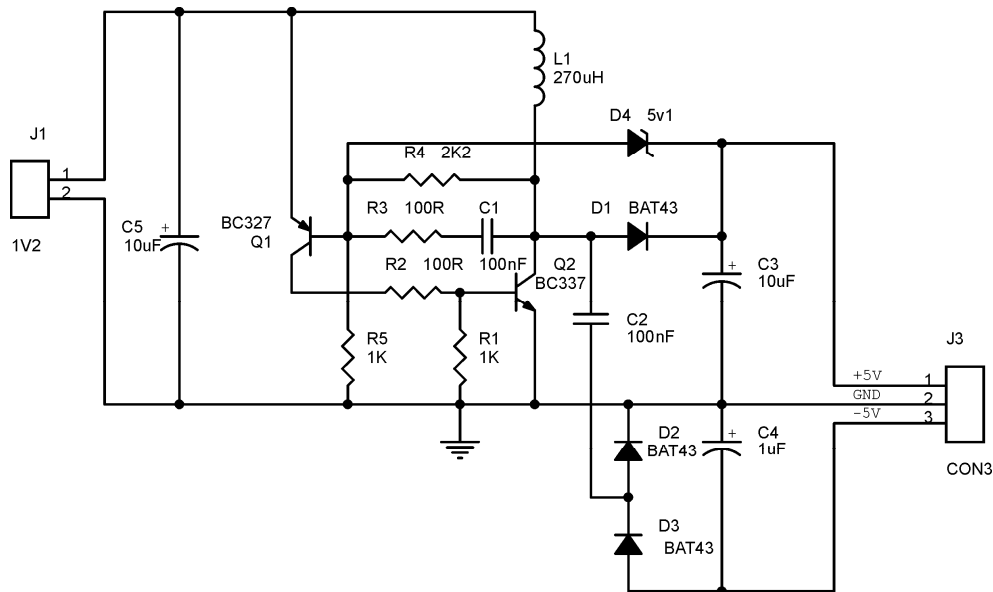 L1
270uH
D4 5v1
J1
R4 2K2
1
2
R3 100R C1
D1 BAT43
C5
+
10uF
BC327
Q1
1V2
R2 100R 100nF
Q2
BC337
+
C3
10uF
C2
100nF
R5
1K
R1
1K
J3
+5V 1
GND 2
-5V 3
D2
BAT43
+
C4
1uF
CON3
D3
BAT43